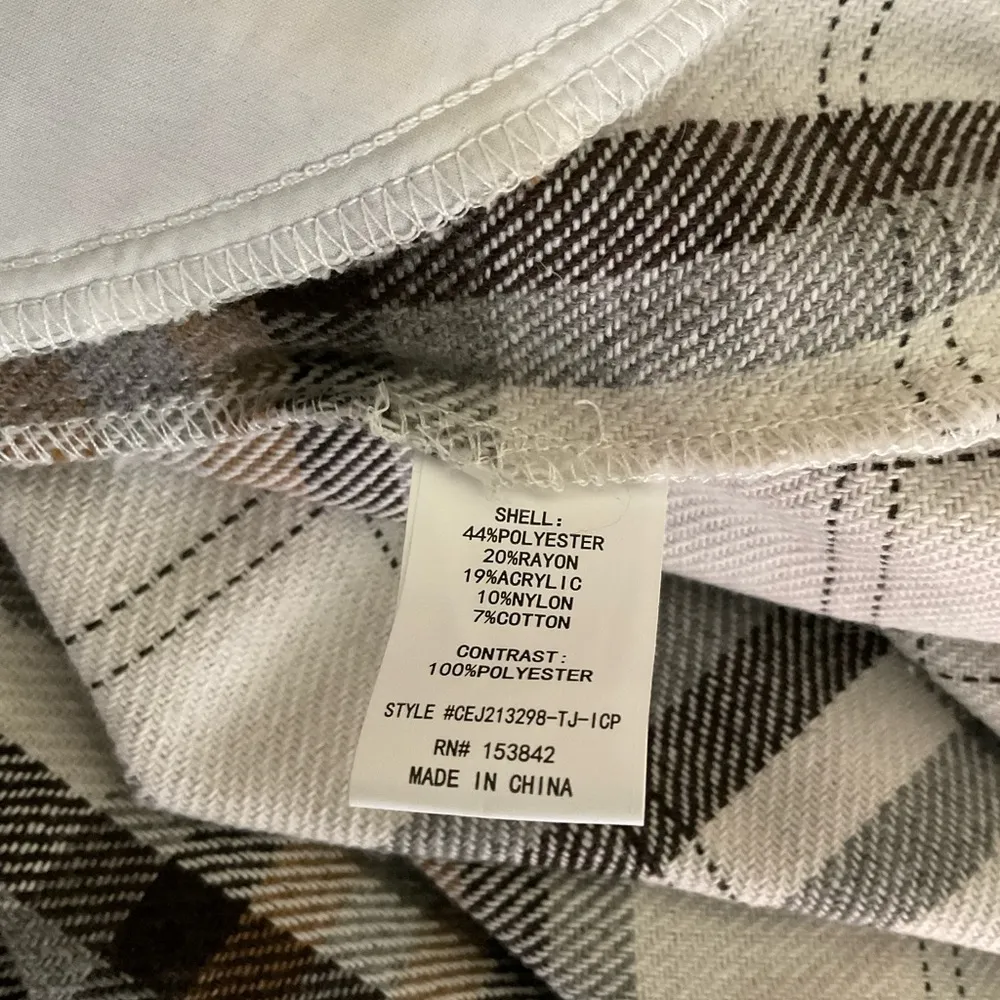 SHELL:
44%POLYESTER
20%RAYON
19%ACRYLIC
10%NYLON
7%COTTON
CONTRAST:
100%POLYESTER
STYLE #CEJ213298-TJ-ICP
RN# 153842
MADE IN CHINA